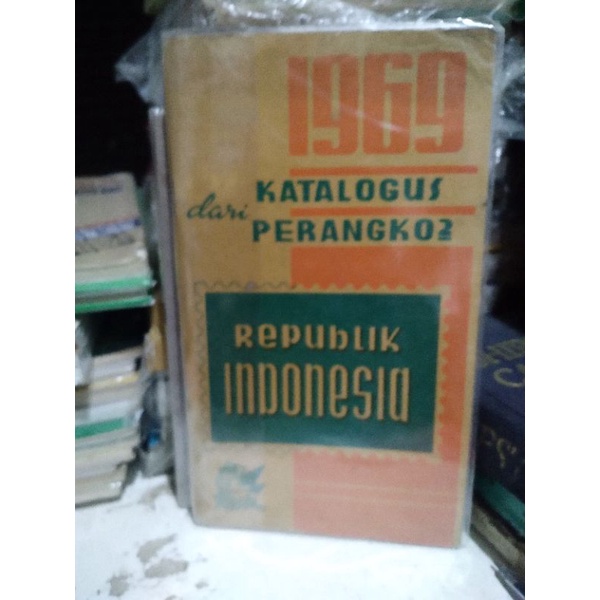 1969
KATALOGUS
dari
PERANGKO2
Republik
INDONESIA